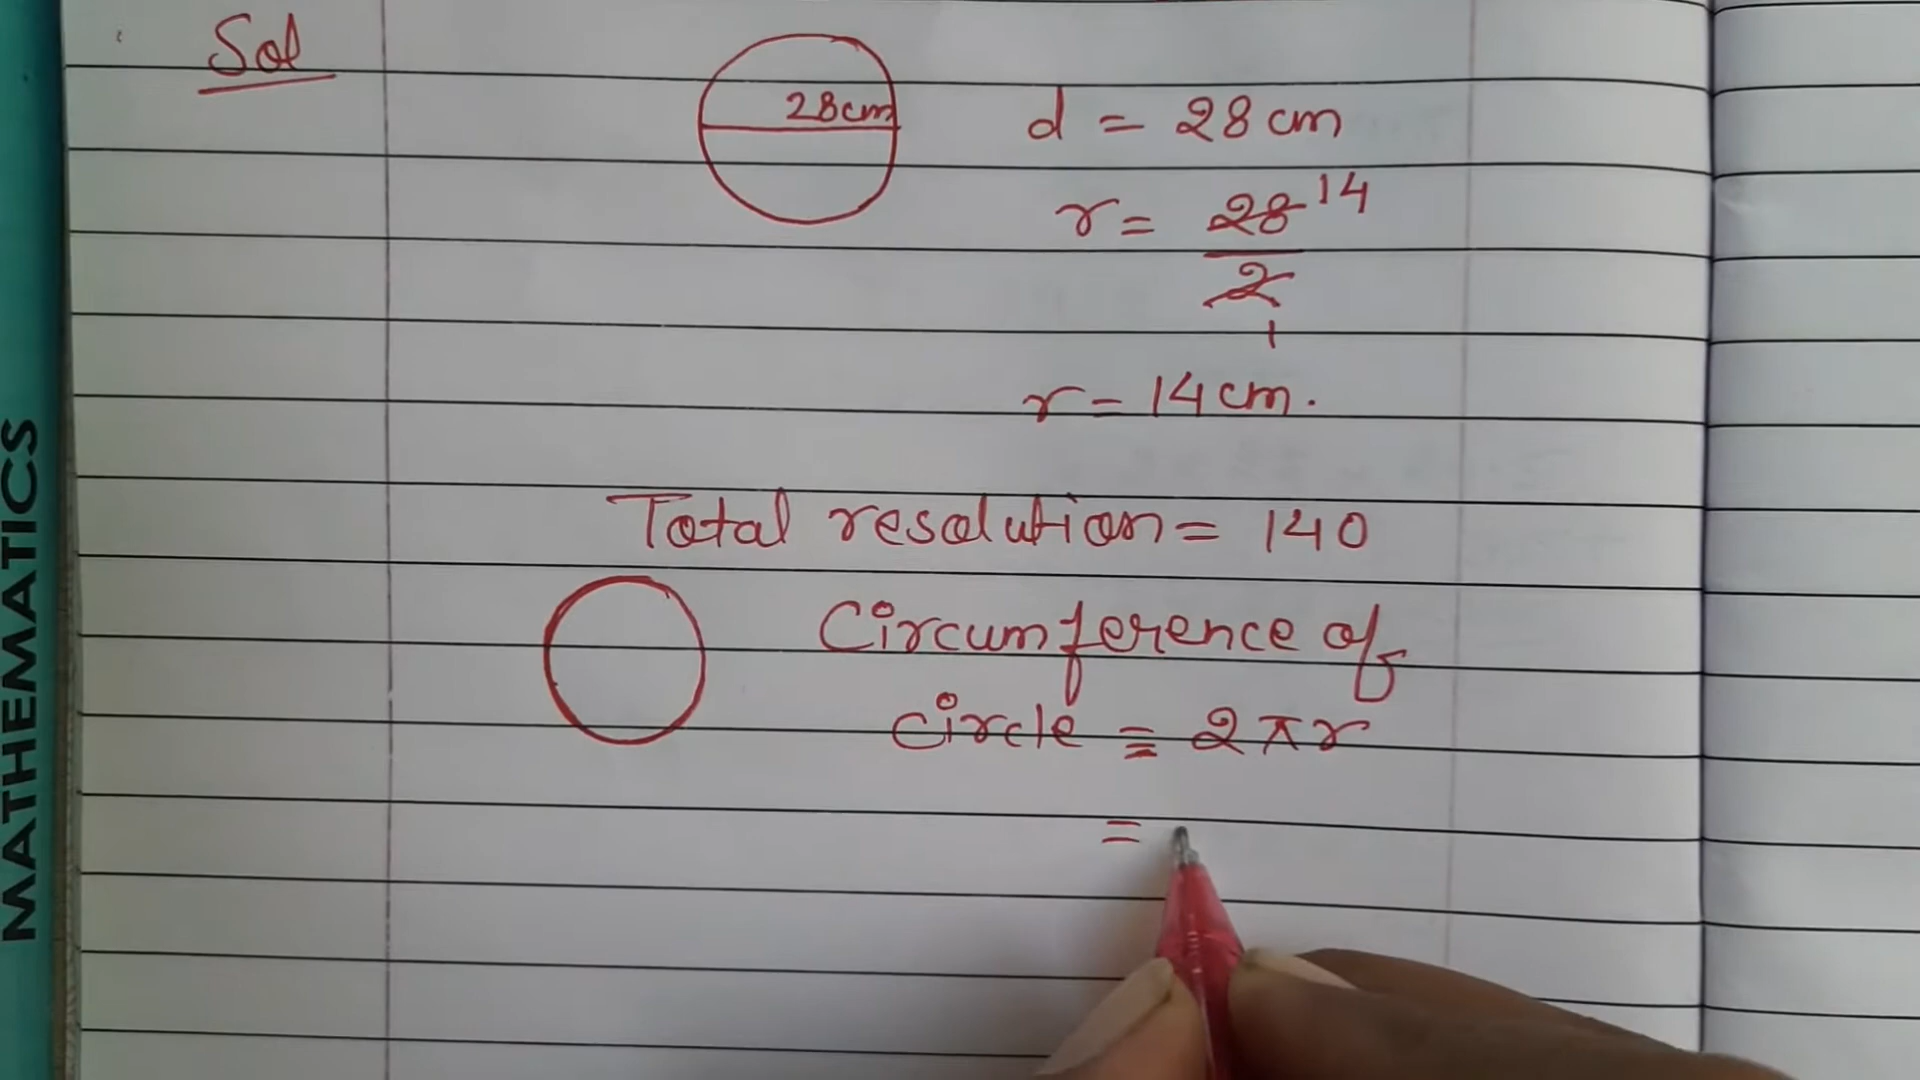 Sol
28cm
d = 28 cm
r = 28 14
2
1
r = 14 cm.
Total resolution = 140
Circumference of
circle = 2πr
=
MATHEMATICS